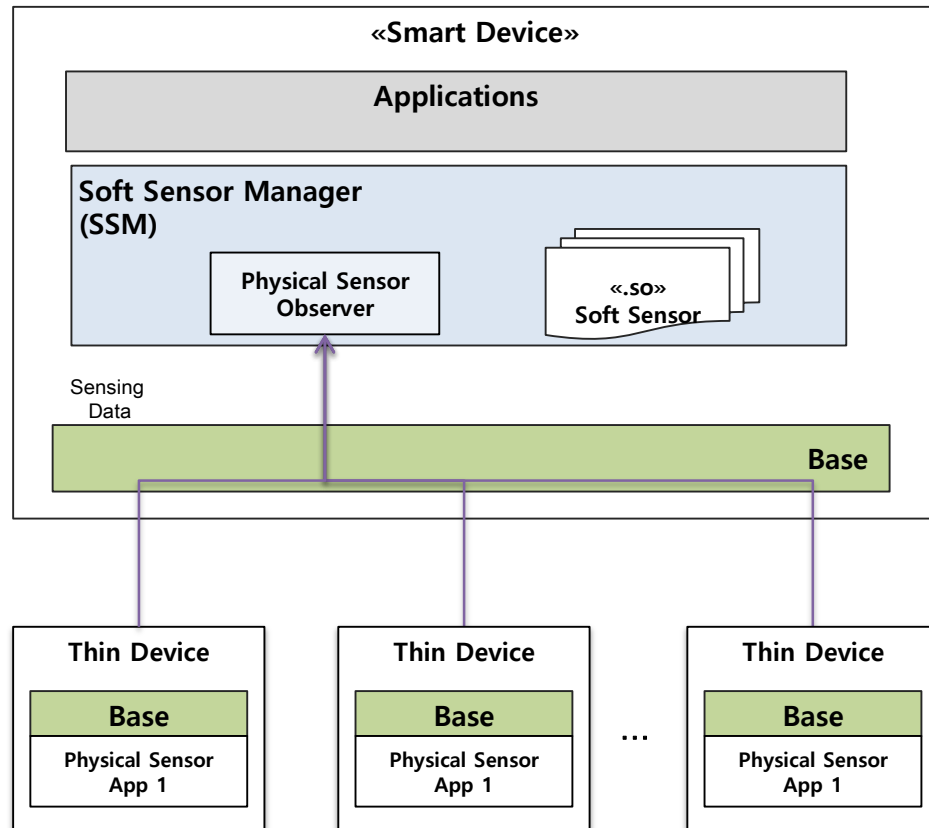 «Smart Device»
Applications
Soft Sensor Manager
(SSM)
Physical Sensor
Observer
«.so»
Soft Sensor
Sensing
Data
Base
Thin Device
Base
Physical Sensor
App 1
Thin Device
Base
Physical Sensor
App 1
...
Thin Device
Base
Physical Sensor
App 1